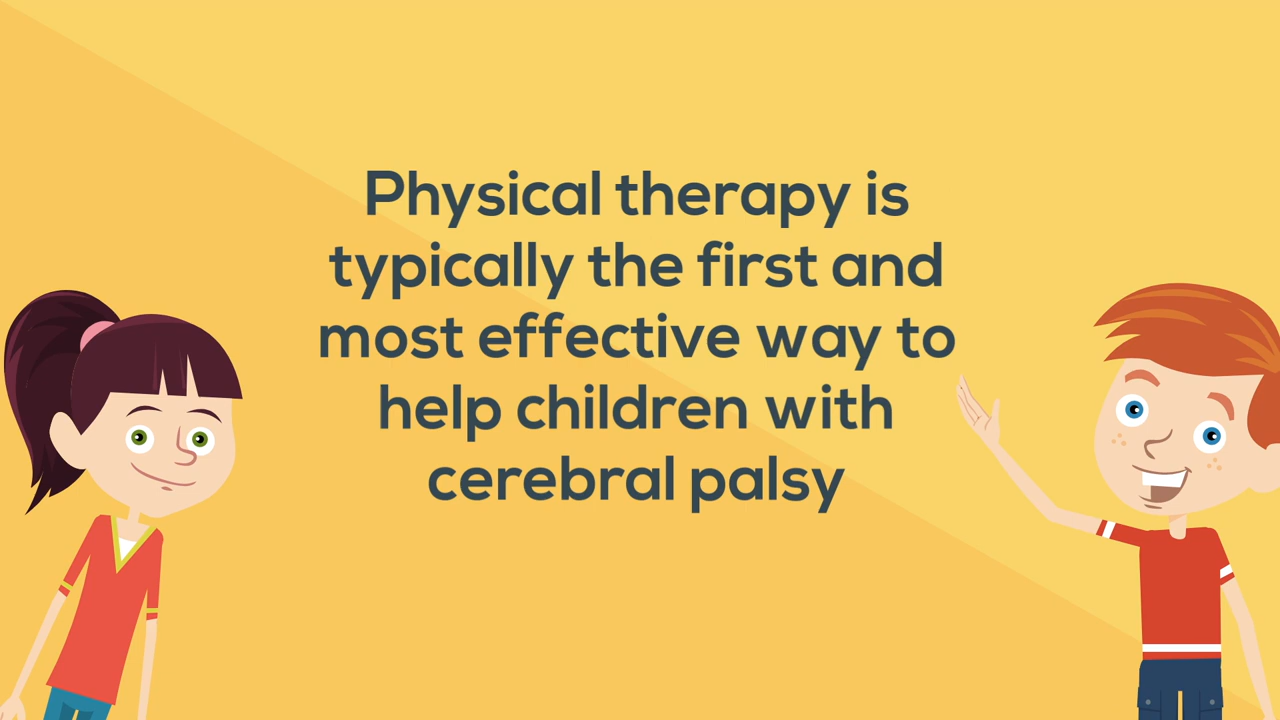 Physical therapy is
typically the first and
most effective way to
help children with
cerebral palsy